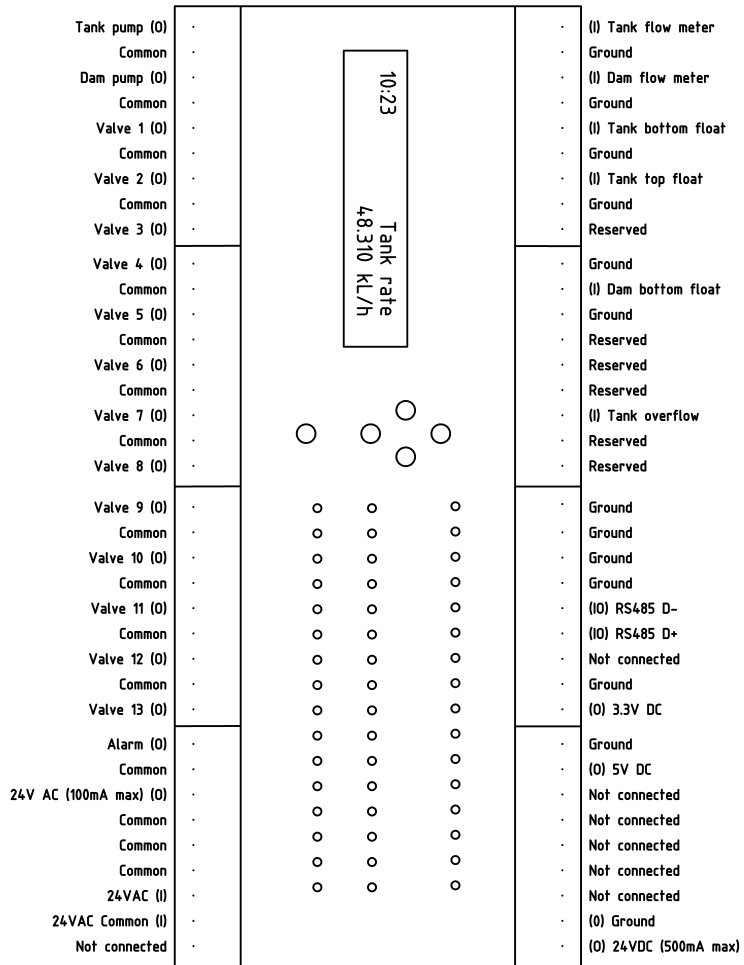 Tank pump (O)
Common
Dam pump (O)
Common
Valve 1 (O)
Common
Valve 2 (O)
Common
Valve 3 (O)
Valve 4 (O)
Common
Valve 5 (O)
Common
Valve 6 (O)
Common
Valve 7 (O)
Common
Valve 8 (O)
Valve 9 (O)
Common
Valve 10 (O)
Common
Valve 11 (O)
Common
Valve 12 (O)
Common
Valve 13 (O)
Alarm (O)
Common
24V AC (100mA max) (O)
Common
Common
Common
24VAC (I)
24VAC Common (I)
Not connected
10:23
Tank rate
48.310 kL/h
(I) Tank flow meter
Ground
(I) Dam flow meter
Ground
(I) Tank bottom float
Ground
(I) Tank top float
Ground
Reserved
Ground
(I) Dam bottom float
Ground
Reserved
Reserved
Reserved
(I) Tank overflow
Reserved
Reserved
Ground
Ground
Ground
Ground
(IO) RS485 D-
(IO) RS485 D+
Not connected
Ground
(O) 3.3V DC
Ground
(O) 5V DC
Not connected
Not connected
Not connected
Not connected
Not connected
(O) Ground
(O) 24VDC (500mA max)